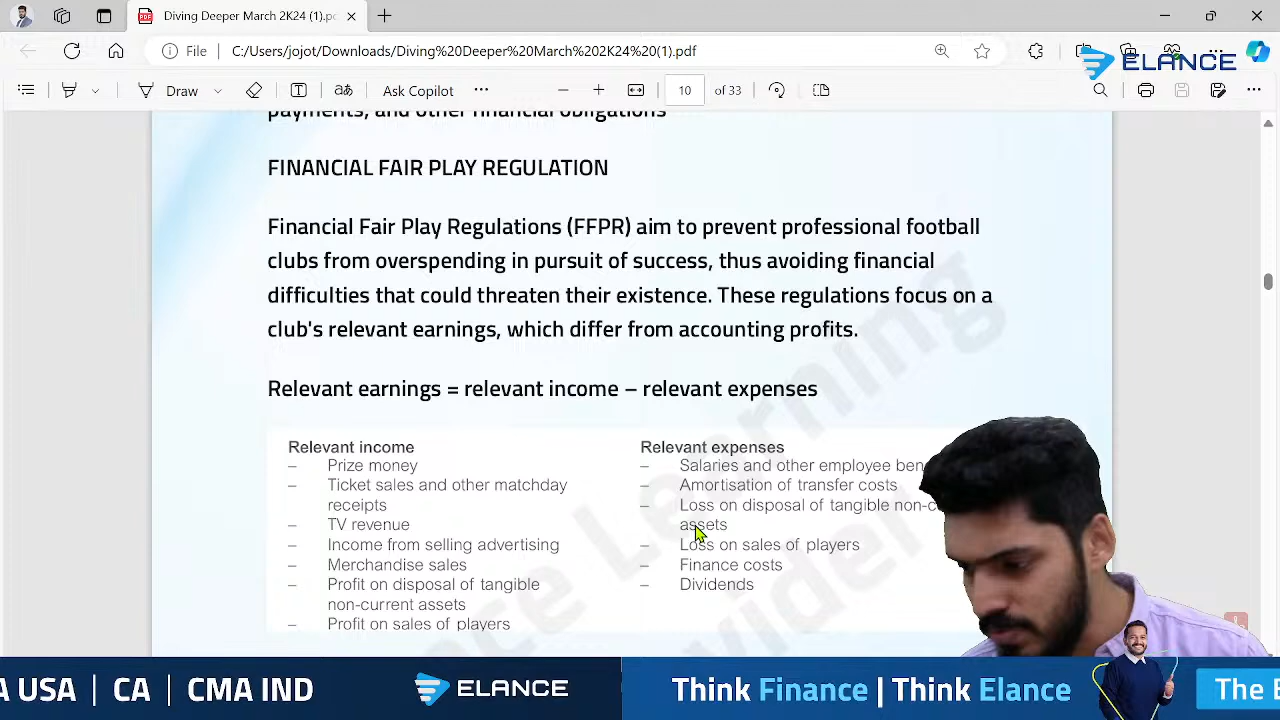 Diving Deeper March 2K24 (1).pc
File
C:/Users/jojot/Downloads/Diving%20Deeper%20March%202K24%20(1).pdf
ELANCE
Draw
Ask Copilot
10
of 33
payments, and other financial obligations
FINANCIAL FAIR PLAY REGULATION
Financial Fair Play Regulations (FFPR) aim to prevent professional football
clubs from overspending in pursuit of success, thus avoiding financial
difficulties that could threaten their existence. These regulations focus on a
club's relevant earnings, which differ from accounting profits.
Relevant earnings = relevant income – relevant expenses
Relevant income
– Prize money
– Ticket sales and other matchday
receipts
– TV revenue
– Income from selling advertising
– Merchandise sales
– Profit on disposal of tangible
non-current assets
– Profit on sales of players
Relevant expenses
– Salaries and other employee ben
– Amortisation of transfer costs
– Loss on disposal of tangible non-c
assets
– Loss on sales of players
– Finance costs
– Dividends
Learning
A USA | CA | CMA IND
ELANCE
Think Finance | Think Elance
The